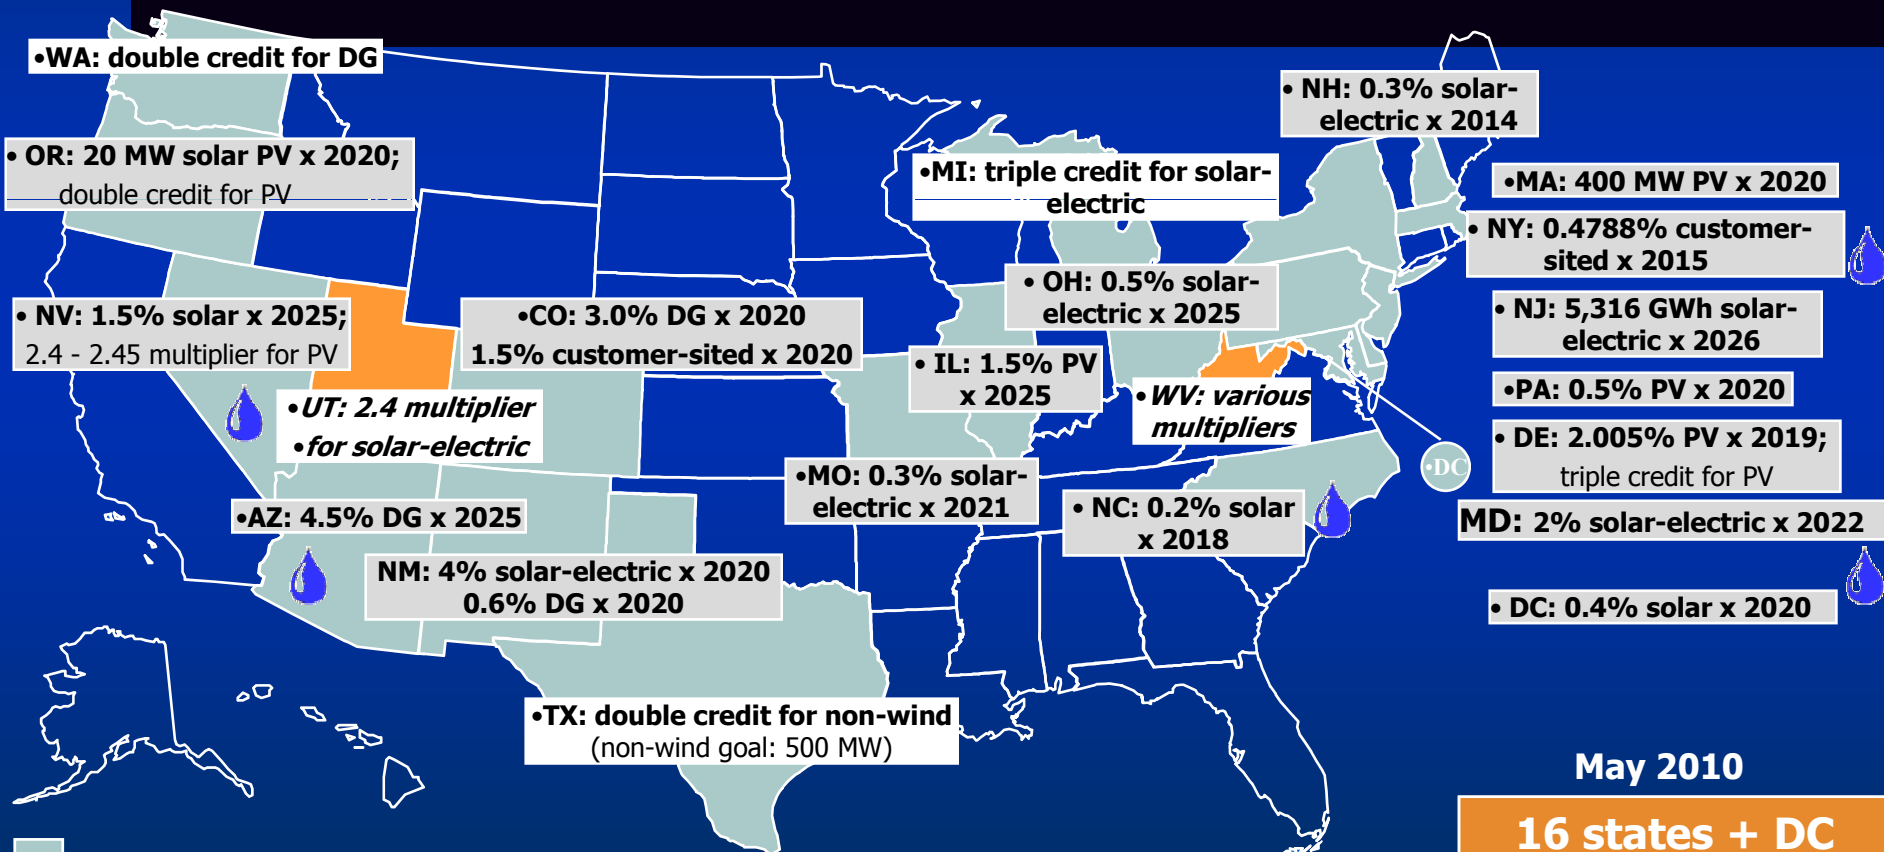 •WA: double credit for DG
• OR: 20 MW solar PV x 2020;
double credit for PV
• NV: 1.5% solar x 2025;
2.4 - 2.45 multiplier for PV
•UT: 2.4 multiplier
•for solar-electric
•CO: 3.0% DG x 2020
1.5% customer-sited x 2020
•AZ: 4.5% DG x 2025
NM: 4% solar-electric x 2020
0.6% DG x 2020
•TX: double credit for non-wind
(non-wind goal: 500 MW)
•MI: triple credit for solar-
electric
• OH: 0.5% solar-
electric x 2025
• IL: 1.5% PV
x 2025
•WV: various
multipliers
•MO: 0.3% solar-
electric x 2021
• NC: 0.2% solar
x 2018
•DC
• NH: 0.3% solar-
electric x 2014
•MA: 400 MW PV x 2020
• NY: 0.4788% customer-
sited x 2015
• NJ: 5,316 GWh solar-
electric x 2026
•PA: 0.5% PV x 2020
• DE: 2.005% PV x 2019;
triple credit for PV
MD: 2% solar-electric x 2022
• DC: 0.4% solar x 2020
May 2010
16 states + DC